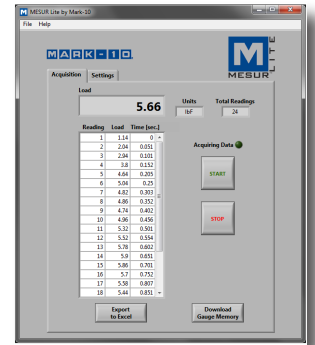 MESUR Lite by Mark-10
File Help
MARK-10
M
MESUR
LITE
Acquisition Settings
Load
5.66
Units
lbF
Total Readings
24
Reading Load Time [sec.]
1 1.14 0
2 2.04 0.051
3 2.94 0.101
4 3.8 0.152
5 4.64 0.205
6 5.04 0.25
7 4.82 0.303
8 4.86 0.352
9 4.74 0.402
10 4.96 0.456
11 5.32 0.501
12 5.52 0.554
13 5.78 0.602
14 5.9 0.651
15 5.86 0.701
16 5.7 0.752
17 5.58 0.807
18 5.44 0.851
Acquiring Data
START
STOP
Export
to Excel
Download
Gauge Memory